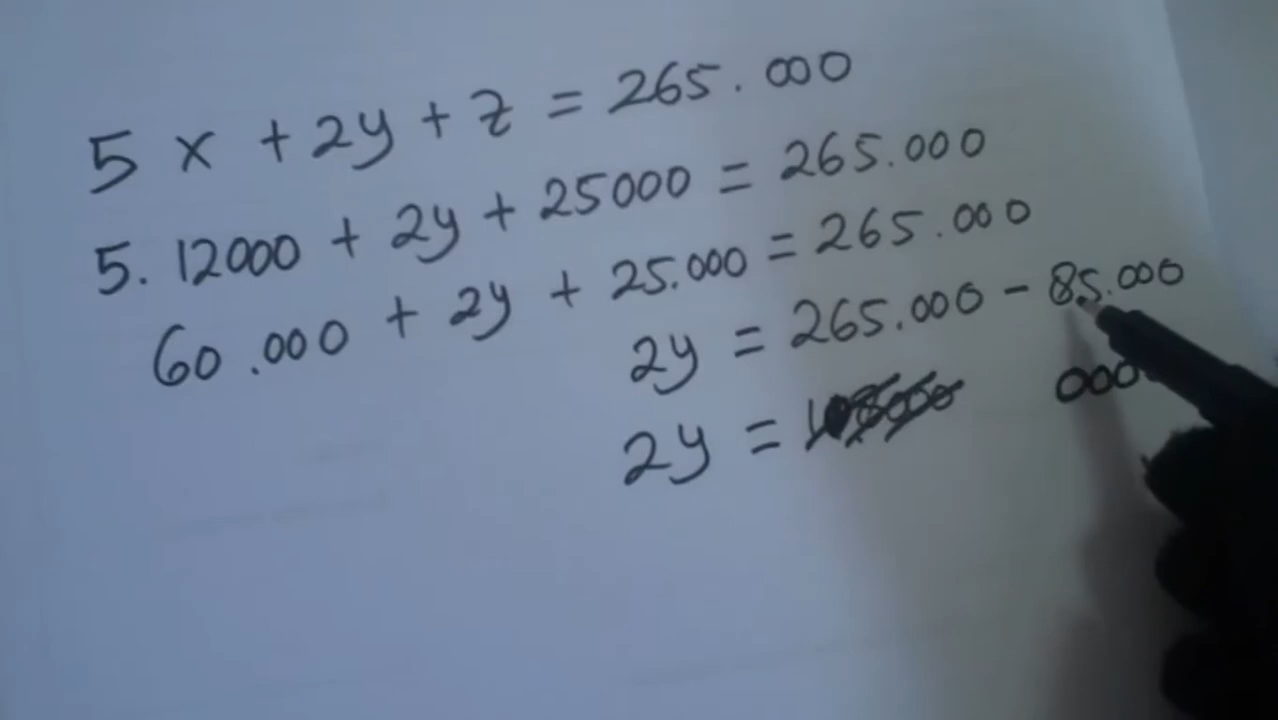 5 x + 2y + z = 265.000
5. 12000 + 2y + 25000 = 265.000
60.000 + 2y + 25.000 = 265.000
2y = 265.000 - 85.000
2y = 000